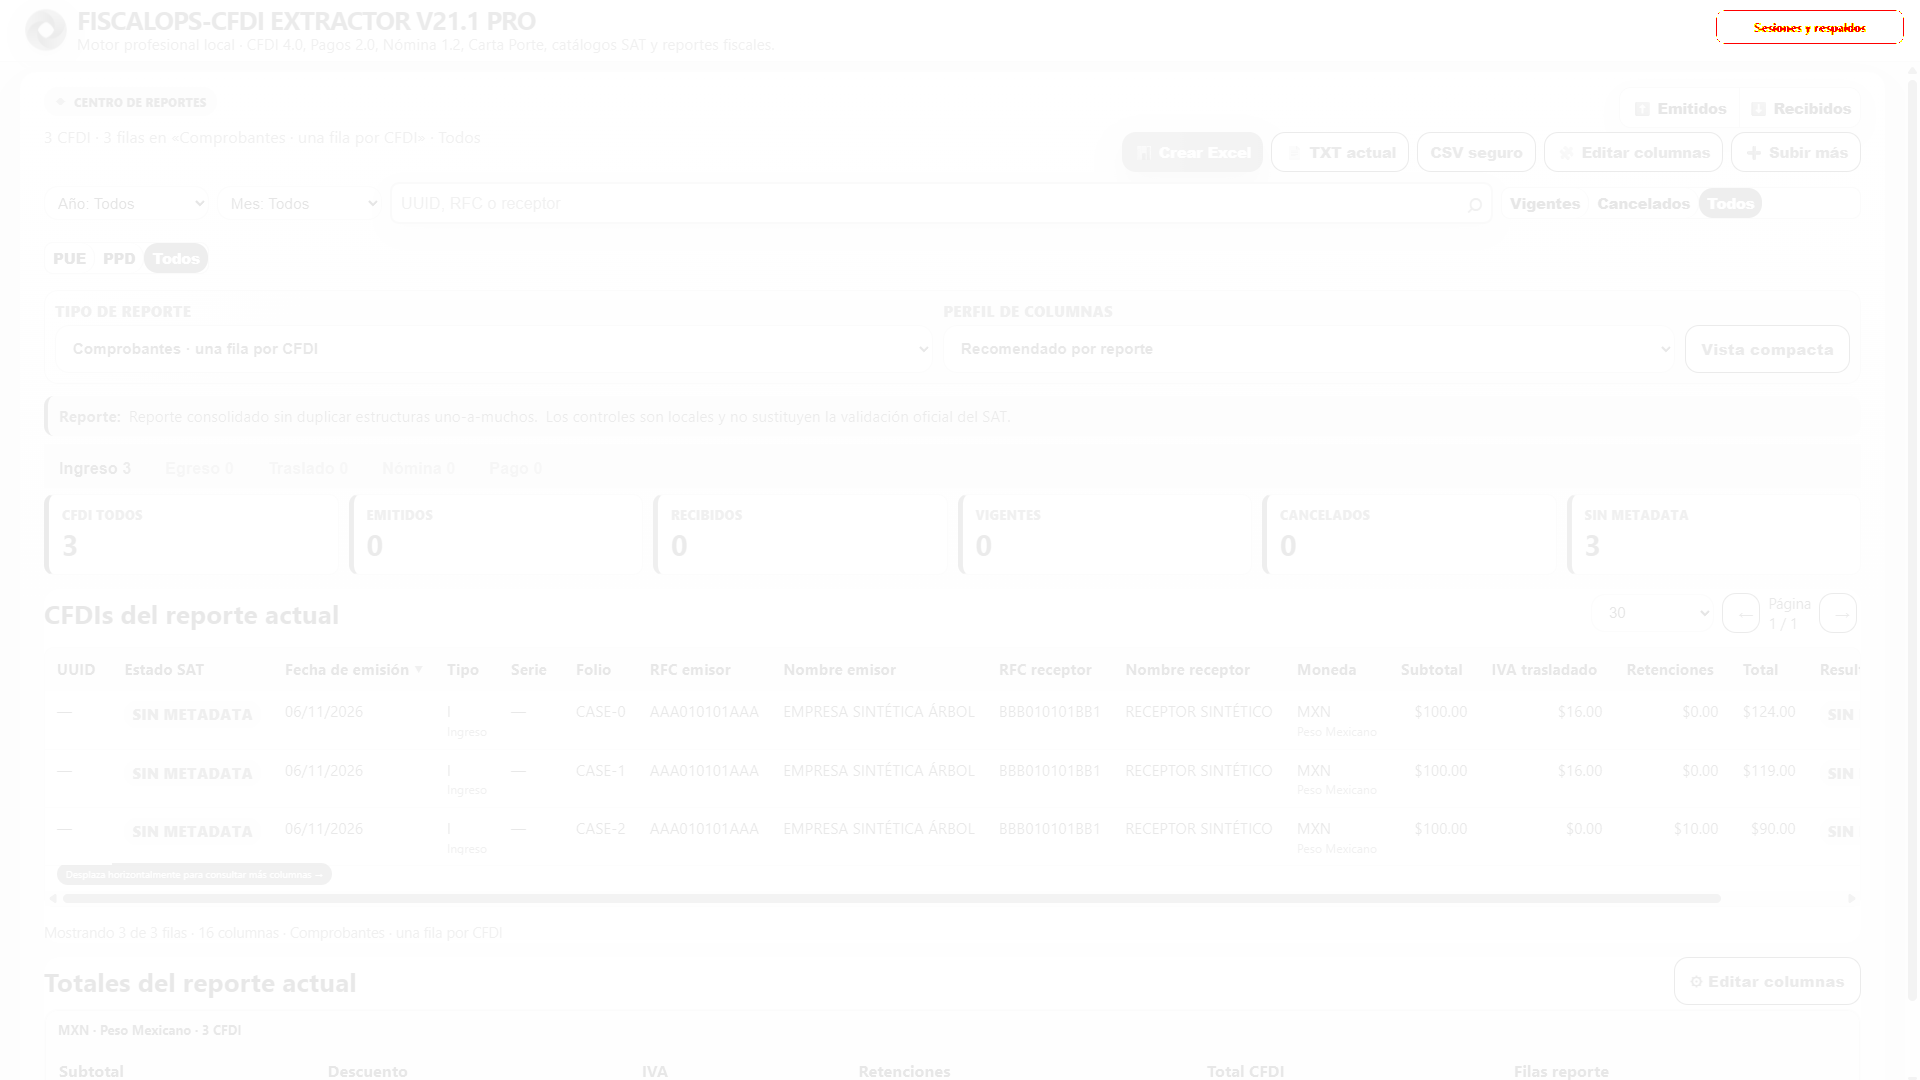 FISCALOPS-CFDI EXTRACTOR V21.1 PRO
Motor profesional local · CFDI 4.0, Pagos 2.0, Nómina 1.2, Carta Porte, catálogos SAT y reportes fiscales.
Sesiones y respaldos
CENTRO DE REPORTES
Emitidos Recibidos
3 CFDI · 3 filas en «Comprobantes · una fila por CFDI» · Todos
Crear Excel TXT actual CSV seguro Editar columnas + Subir más
Año: Todos Mes: Todos UUID, RFC o receptor Vigentes Cancelados Todos
PUE PPD Todos
TIPO DE REPORTE PERFIL DE COLUMNAS
Comprobantes · una fila por CFDI Recomendado por reporte Vista compacta
Reporte: Reporte consolidado sin duplicar estructuras uno-a-muchos. Los controles son locales y no sustituyen la validación oficial del SAT.
Ingreso 3 Egreso 0 Traslado 0 Nómina 0 Pago 0
CFDI TODOS EMITIDOS RECIBIDOS VIGENTES CANCELADOS SIN METADATA
3 0 0 0 0 3
CFDIs del reporte actual 30 ← Página 1 / 1 →
UUID Estado SAT Fecha de emisión ▼ Tipo Serie Folio RFC emisor Nombre emisor RFC receptor Nombre receptor Moneda Subtotal IVA trasladado Retenciones Total Resul
— SIN METADATA 06/11/2026 I — CASE-0 AAA010101AAA EMPRESA SINTÉTICA ÁRBOL BBB010101BB1 RECEPTOR SINTÉTICO MXN $100.00 $16.00 $0.00 $124.00 SIN
Ingreso Peso Mexicano
— SIN METADATA 06/11/2026 I — CASE-1 AAA010101AAA EMPRESA SINTÉTICA ÁRBOL BBB010101BB1 RECEPTOR SINTÉTICO MXN $100.00 $16.00 $0.00 $119.00 SIN
Ingreso Peso Mexicano
— SIN METADATA 06/11/2026 I — CASE-2 AAA010101AAA EMPRESA SINTÉTICA ÁRBOL BBB010101BB1 RECEPTOR SINTÉTICO MXN $100.00 $0.00 $10.00 $90.00 SIN
Ingreso Peso Mexicano
Desplaza horizontalmente para consultar más columnas →
Mostrando 3 de 3 filas · 16 columnas · Comprobantes · una fila por CFDI
Totales del reporte actual ⚙ Editar columnas
MXN · Peso Mexicano · 3 CFDI
Subtotal Descuento IVA Retenciones Total CFDI Filas reporte